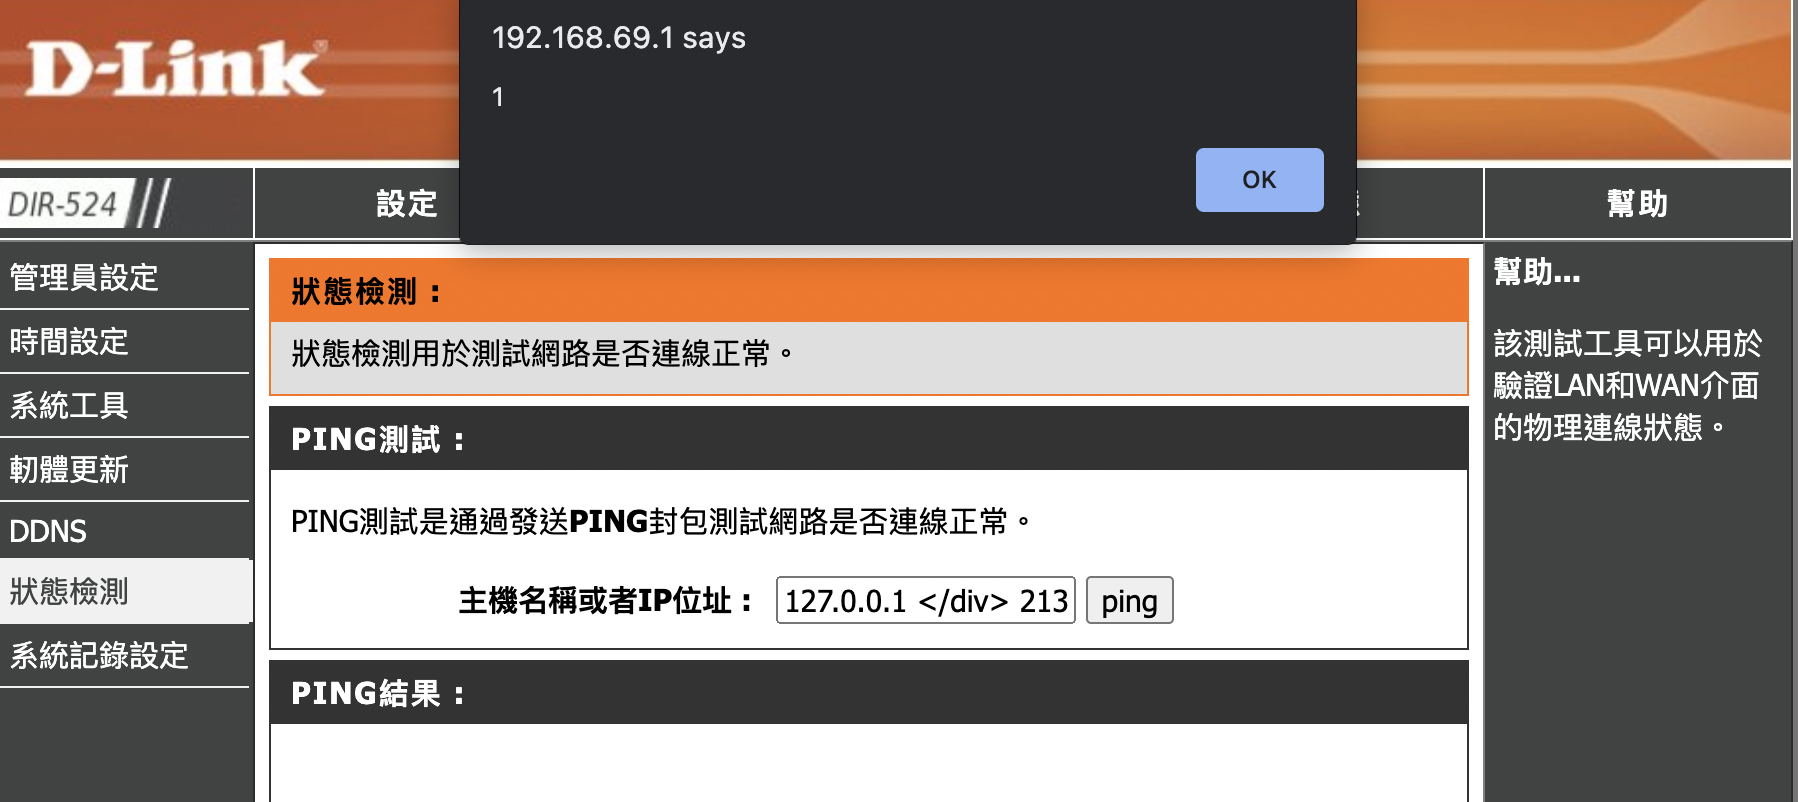 D-Link®
192.168.69.1 says
1
OK
DIR-524
設定
幫助
管理員設定
時間設定
系統工具
軔體更新
DDNS
狀態檢測
系統記錄設定
狀態檢測：
狀態檢測用於測試網路是否連線正常。
PING測試：
PING測試是通過發送PING封包測試網路是否連線正常。
主機名稱或者IP位址： 127.0.0.1 </div> 213 ping
PING結果：
幫助...
該測試工具可以用於
驗證LAN和WAN介面
的物理連線狀態。